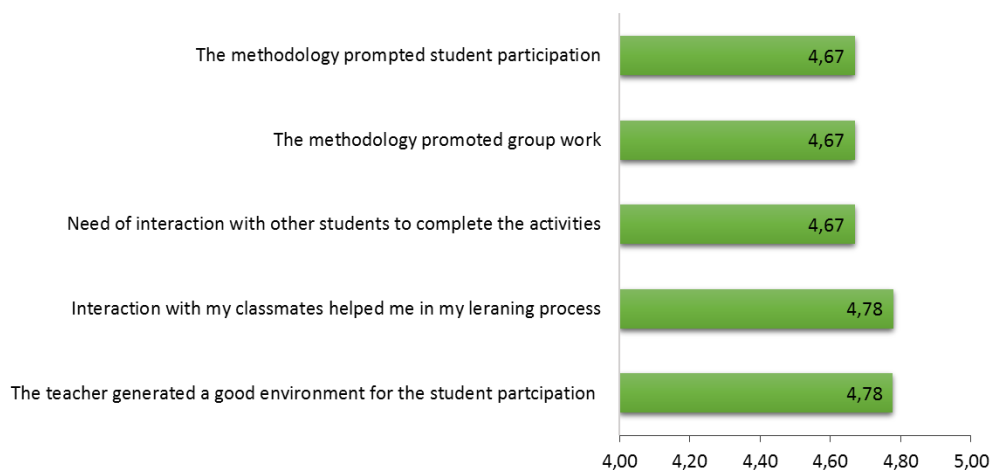 The methodology prompted student participation
4,67
The methodology promoted group work
4,67
Need of interaction with other students to complete the activities
4,67
Interaction with my classmates helped me in my leraning process
4,78
The teacher generated a good environment for the student partcipation
4,78
4,00 4,20 4,40 4,60 4,80 5,00